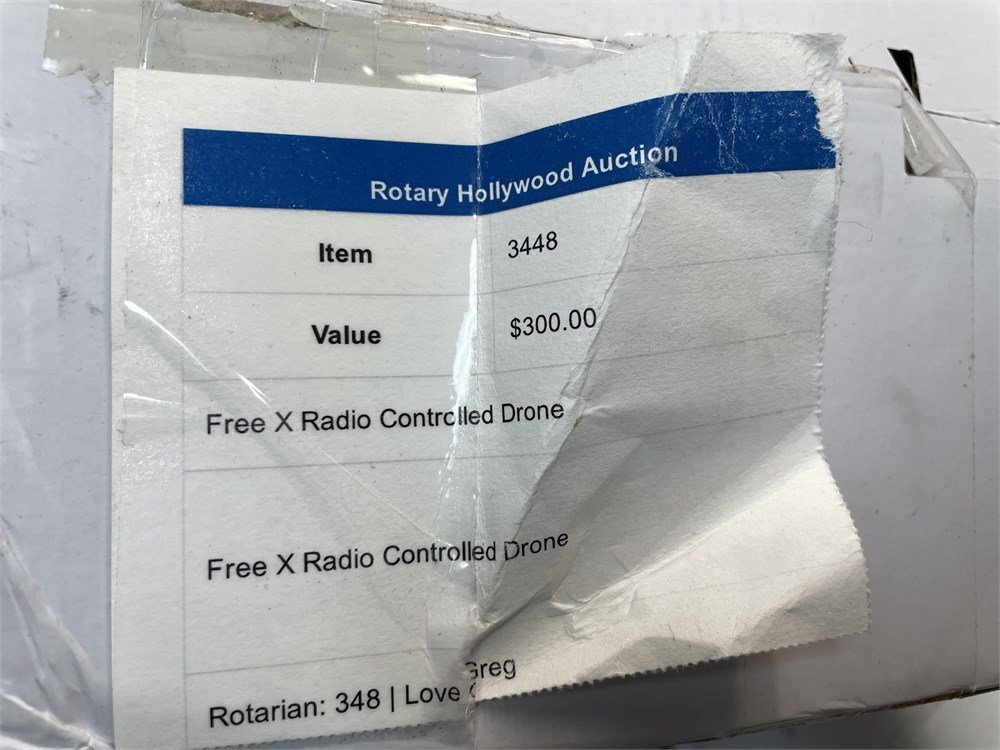 Rotary Hollywood Auction
Item 3448
Value $300.00
Free X Radio Controlled Drone
Free X Radio Controlled Drone
Rotarian: 348 | Love Greg